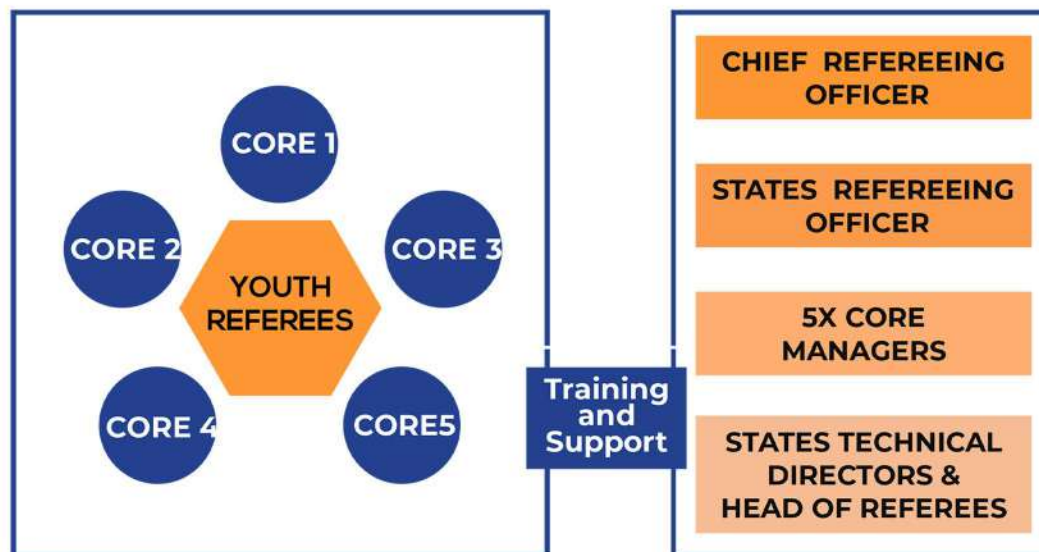 CORE 1
CORE 2
CORE 3
YOUTH
REFEREES
CORE 4
CORE5
Training
and
Support
CHIEF REFEREEING
OFFICER
STATES REFEREEING
OFFICER
5X CORE
MANAGERS
STATES TECHNICAL
DIRECTORS &
HEAD OF REFEREES